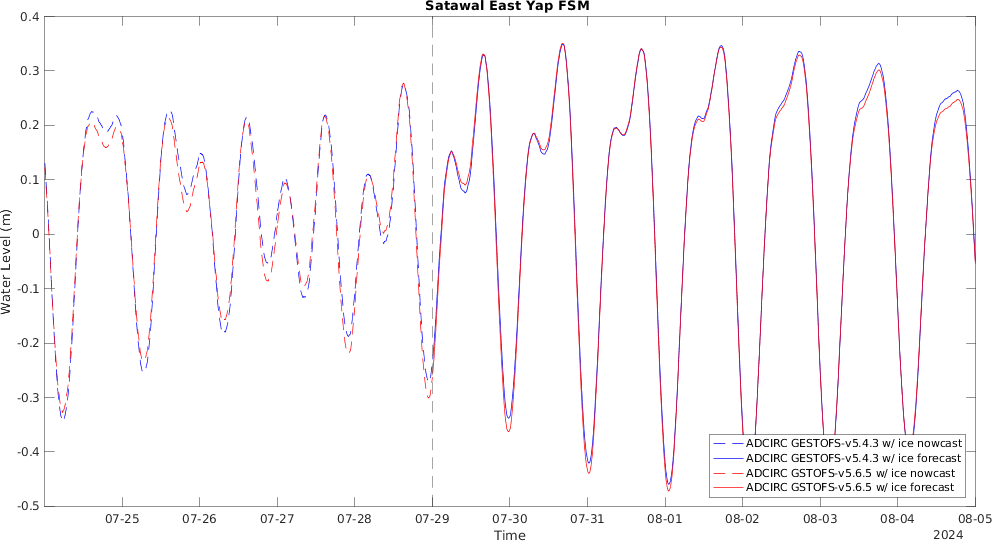 Satawal East Yap FSM
0.4
0.3
0.2
0.1
0
-0.1
-0.2
-0.3
-0.4
-0.5
Water Level (m)
ADCIRC GESTOFS-v5.4.3 w/ ice nowcast
ADCIRC GESTOFS-v5.4.3 w/ ice forecast
ADCIRC GSTOFS-v5.6.5 w/ ice nowcast
ADCIRC GSTOFS-v5.6.5 w/ ice forecast
07-25 07-26 07-27 07-28 07-29 07-30 07-31 08-01 08-02 08-03 08-04 08-05
Time
2024